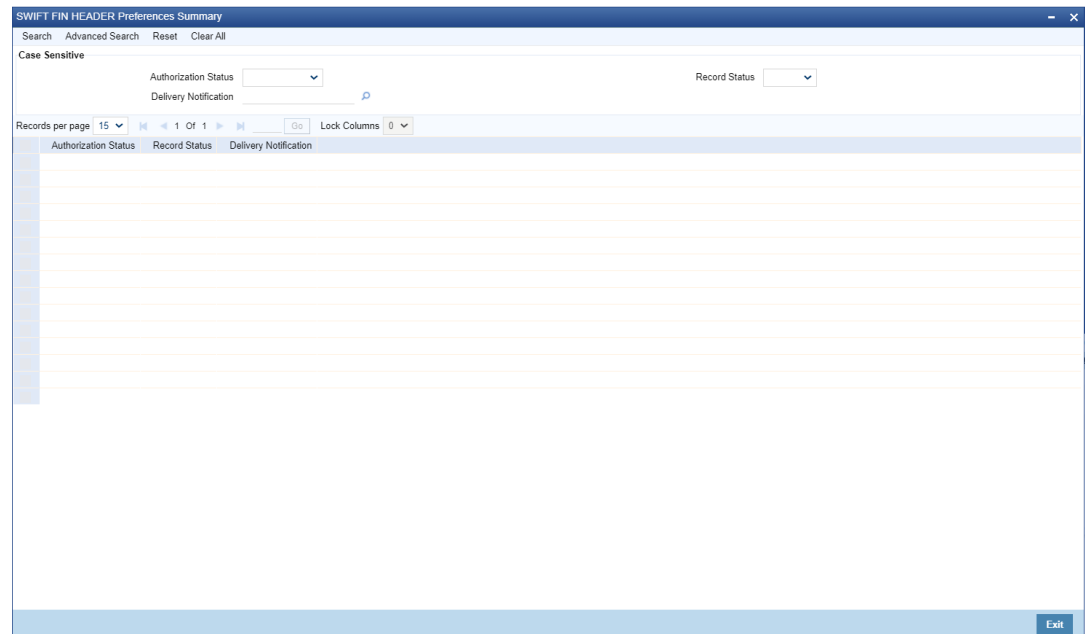 SWIFT FIN HEADER Preferences Summary
Search Advanced Search Reset Clear All
Case Sensitive
Authorization Status Record Status
Delivery Notification
Records per page 15 1 Of 1 Go Lock Columns 0
Authorization Status Record Status Delivery Notification
Exit